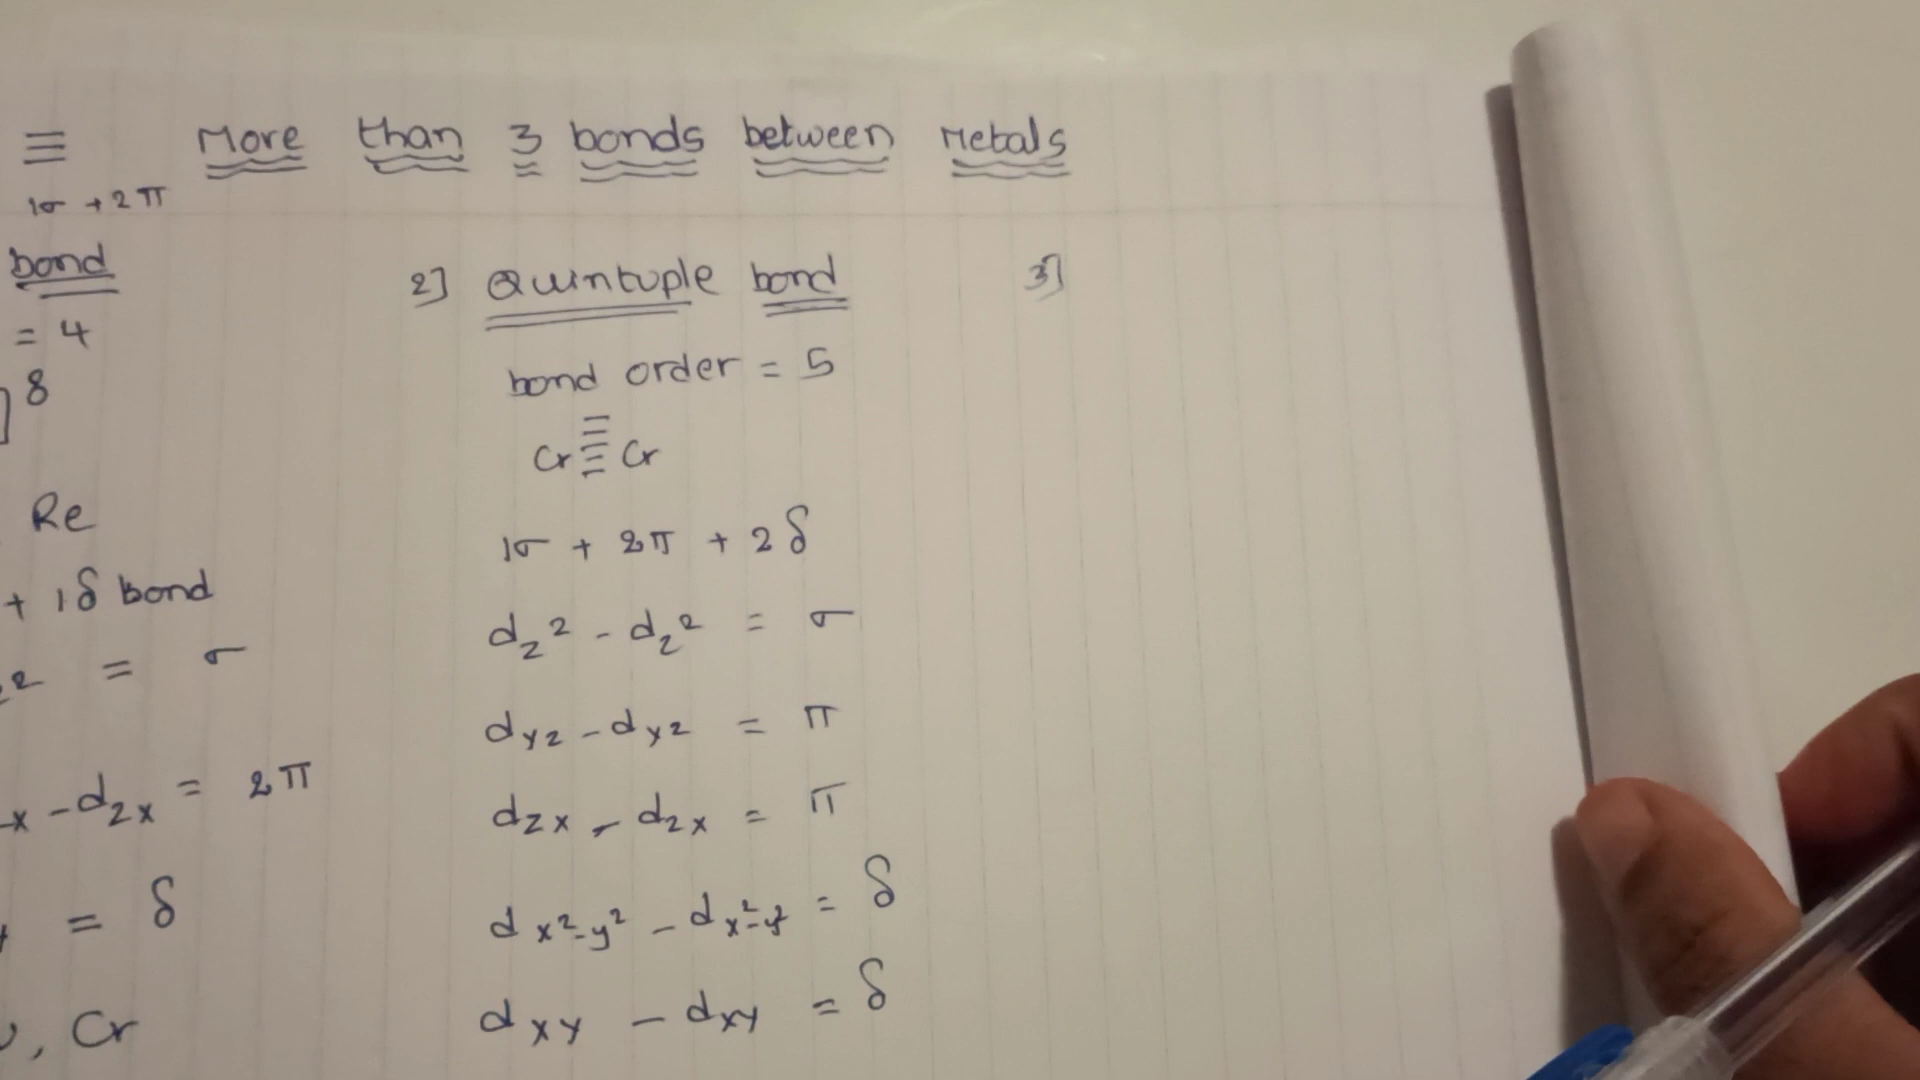 ≡ More than 3 bonds between Metals
1σ + 2π
bond
= 4
]⁸
Re
+ 1δ bond
² = σ
x - dzx = 2π
= δ
, Cr
2] Quintuple bond
bond order = 5
Cr≣Cr
1σ + 2π + 2δ
dz² - dz² = σ
dyz - dyz = π
dzx - dzx = π
dx²-y² - dx²-y² = δ
dxy - dxy = δ
3]